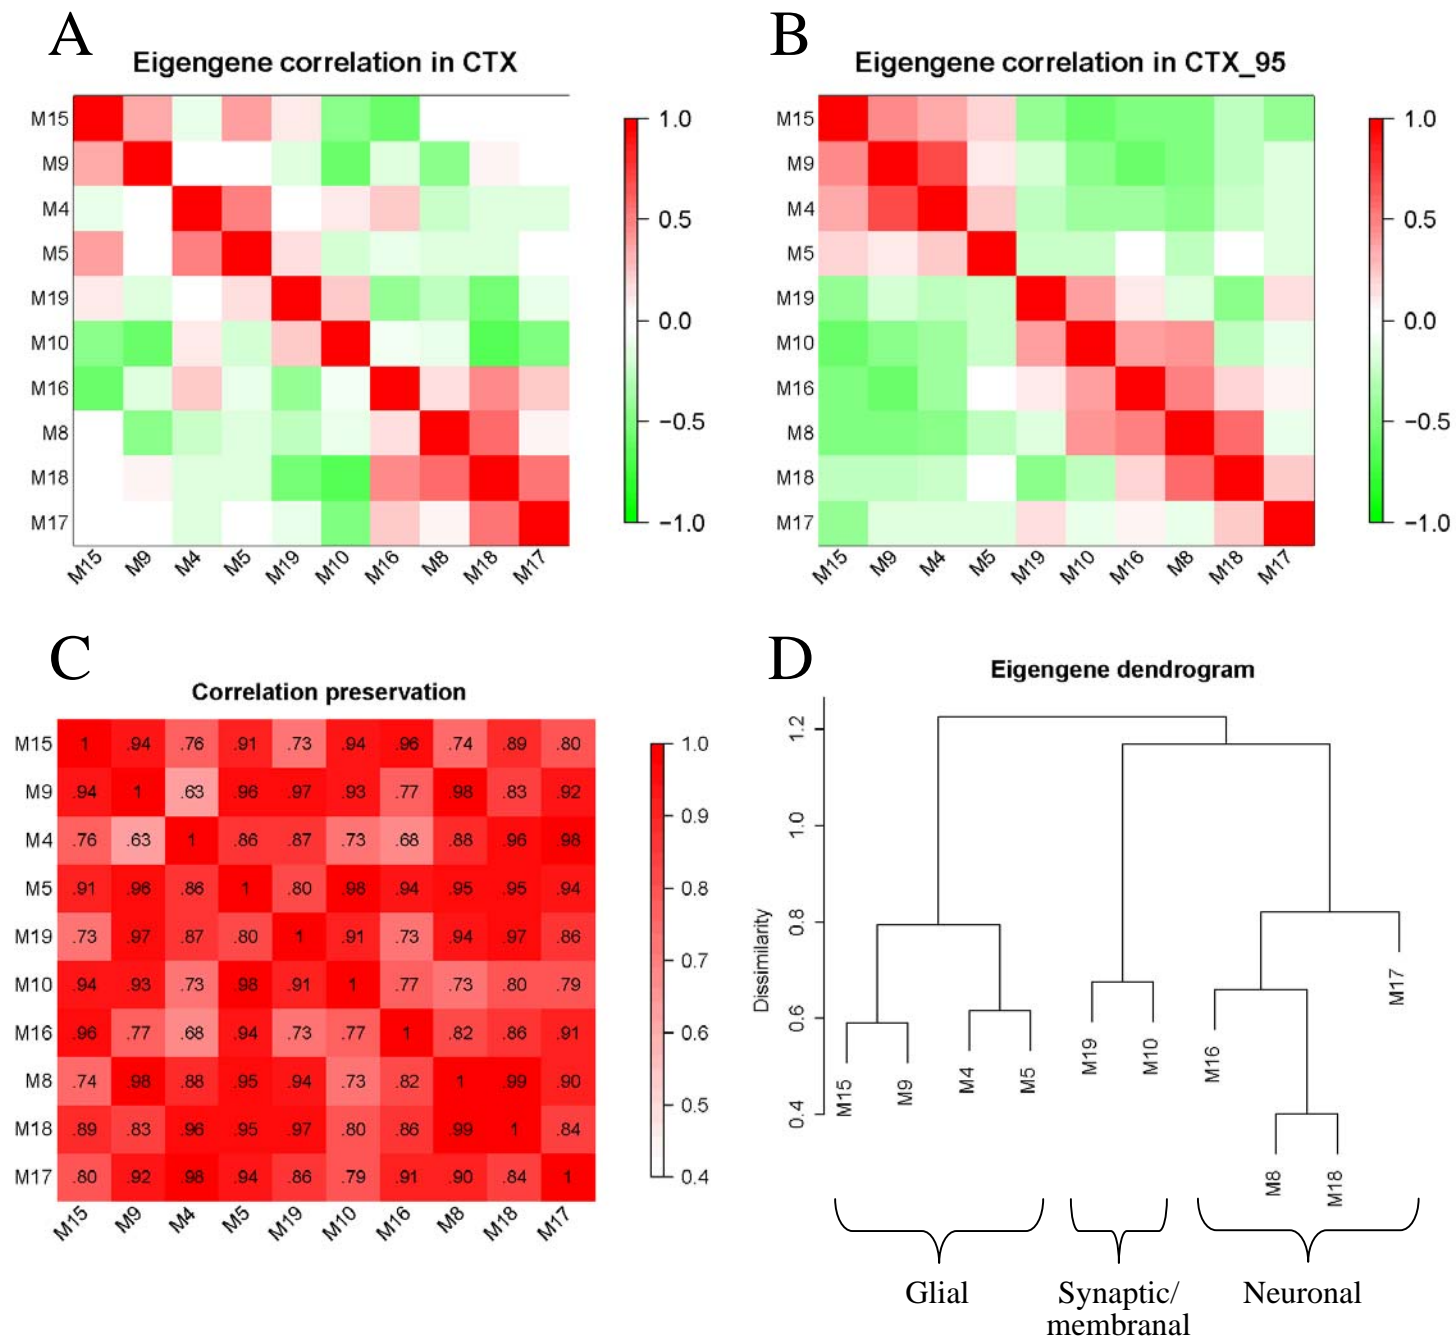 A
Eigengene correlation in CTX
M15
M9
M4
M5
M19
M10
M16
M8
M18
M17
M15 M9 M4 M5 M19 M10 M16 M8 M18 M17
1.0
0.5
0.0
−0.5
−1.0
B
Eigengene correlation in CTX_95
M15
M9
M4
M5
M19
M10
M16
M8
M18
M17
M15 M9 M4 M5 M19 M10 M16 M8 M18 M17
1.0
0.5
0.0
−0.5
−1.0
C
Correlation preservation
M15 1 .94 .76 .91 .73 .94 .96 .74 .89 .80
M9 .94 1 .63 .96 .97 .93 .77 .98 .83 .92
M4 .76 .63 1 .86 .87 .73 .68 .88 .96 .98
M5 .91 .96 .86 1 .80 .98 .94 .95 .95 .94
M19 .73 .97 .87 .80 1 .91 .73 .94 .97 .86
M10 .94 .93 .73 .98 .91 1 .77 .73 .80 .79
M16 .96 .77 .68 .94 .73 .77 1 .82 .86 .91
M8 .74 .98 .88 .95 .94 .73 .82 1 .99 .90
M18 .89 .83 .96 .95 .97 .80 .86 .99 1 .84
M17 .80 .92 .98 .94 .86 .79 .91 .90 .84 1
M15 M9 M4 M5 M19 M10 M16 M8 M18 M17
1.0
0.9
0.8
0.7
0.6
0.5
0.4
D
Eigengene dendrogram
Dissimilarity
1.2
1.0
0.8
0.6
0.4
M15 M9 M4 M5 M19 M10 M16 M8 M18 M17
Glial
Synaptic/
membranal
Neuronal